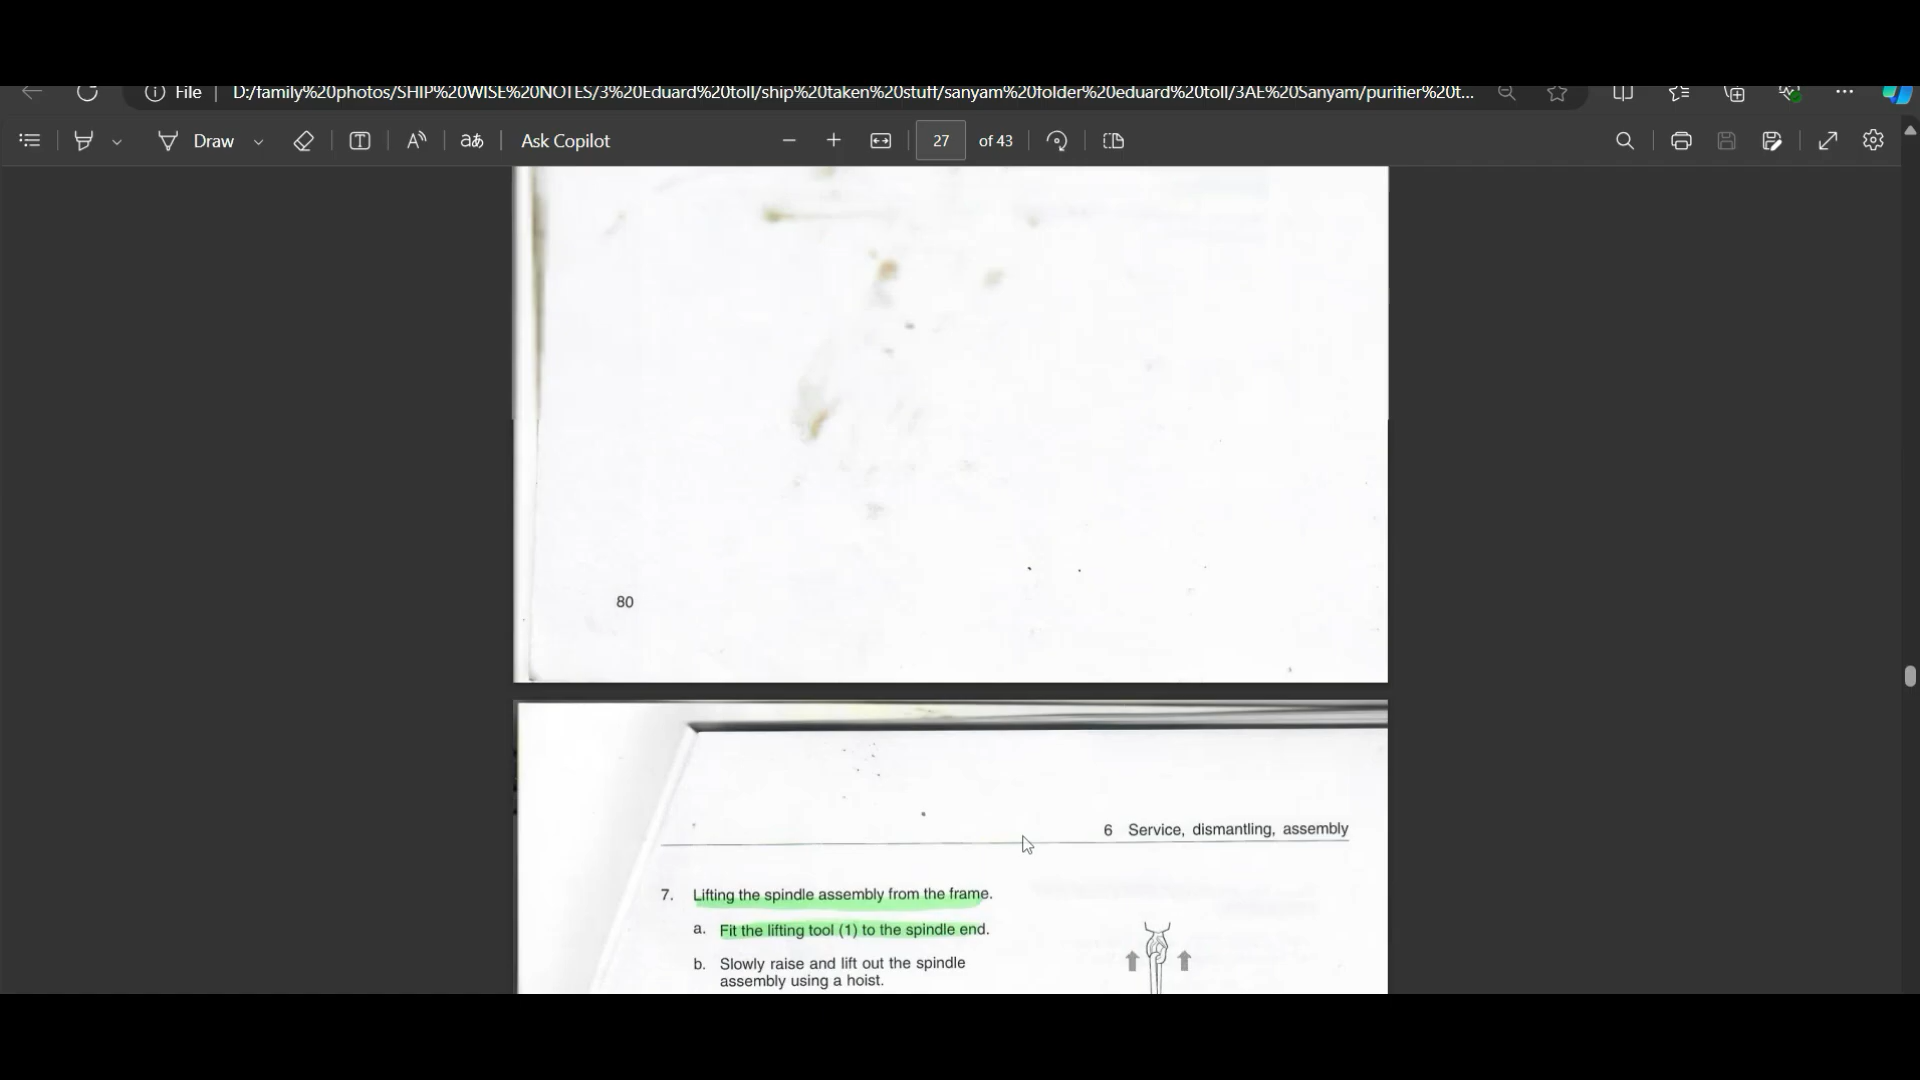 File
D:/family%20photos/SHIP%20WISE%20NOTES/3%20Eduard%20toll/ship%20taken%20stuff/sanyam%20folder%20eduard%20toll/3AE%20Sanyam/purifier%20t...
Draw
Ask Copilot
27 of 43
80
6 Service, dismantling, assembly
7. Lifting the spindle assembly from the frame.
a. Fit the lifting tool (1) to the spindle end.
b. Slowly raise and lift out the spindle
assembly using a hoist.